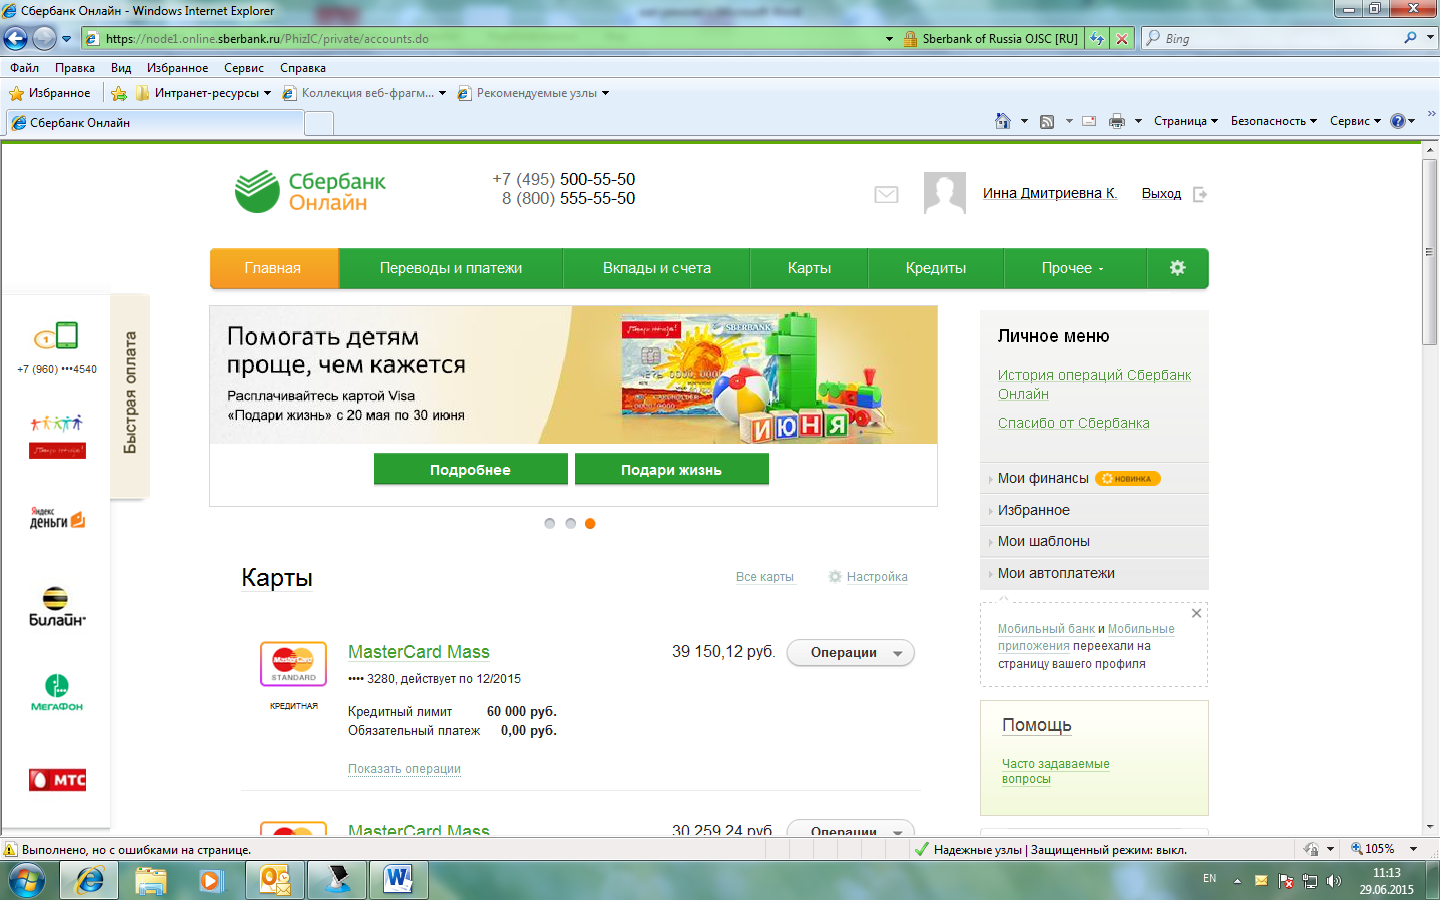 Сбербанк Онлайн - Windows Internet Explorer
https://node1.online.sberbank.ru/PhizIC/private/accounts.do
Sberbank of Russia OJSC [RU]
Bing
Файл Правка Вид Избранное Сервис Справка
Избранное Интранет-ресурсы Коллекция веб-фрагм... Рекомендуемые узлы
Сбербанк Онлайн
Страница Безопасность Сервис
Сбербанк
Онлайн
+7 (495) 500-55-50
8 (800) 555-55-50
Инна Дмитриевна К. Выход
Главная Переводы и платежи Вклады и счета Карты Кредиты Прочее
+7 (960) •••4540
Быстрая оплата
Яндекс
деньги
Билайн
МЕГАФОН
МТС
Помогать детям
проще, чем кажется
Расплачивайтесь картой Visa
«Подари жизнь» с 20 мая по 30 июня
SBERBANK
ИЮНЯ
Подробнее Подари жизнь
Личное меню
История операций Сбербанк
Онлайн
Спасибо от Сбербанка
Мои финансы НОВИНКА
Избранное
Мои шаблоны
Мои автоплатежи
Мобильный банк и Мобильные
приложения переехали на
страницу вашего профиля
Помощь
Часто задаваемые
вопросы
Карты
Все карты Настройка
MasterCard
STANDARD
КРЕДИТНАЯ
MasterCard Mass 39 150,12 руб. Операции
•••• 3280, действует по 12/2015
Кредитный лимит 60 000 руб.
Обязательный платеж 0,00 руб.
Показать операции
MasterCard Mass 30 259,24 руб. Операции
Выполнено, но с ошибками на странице.
Надежные узлы | Защищенный режим: выкл.
105%
EN
11:13
29.06.2015